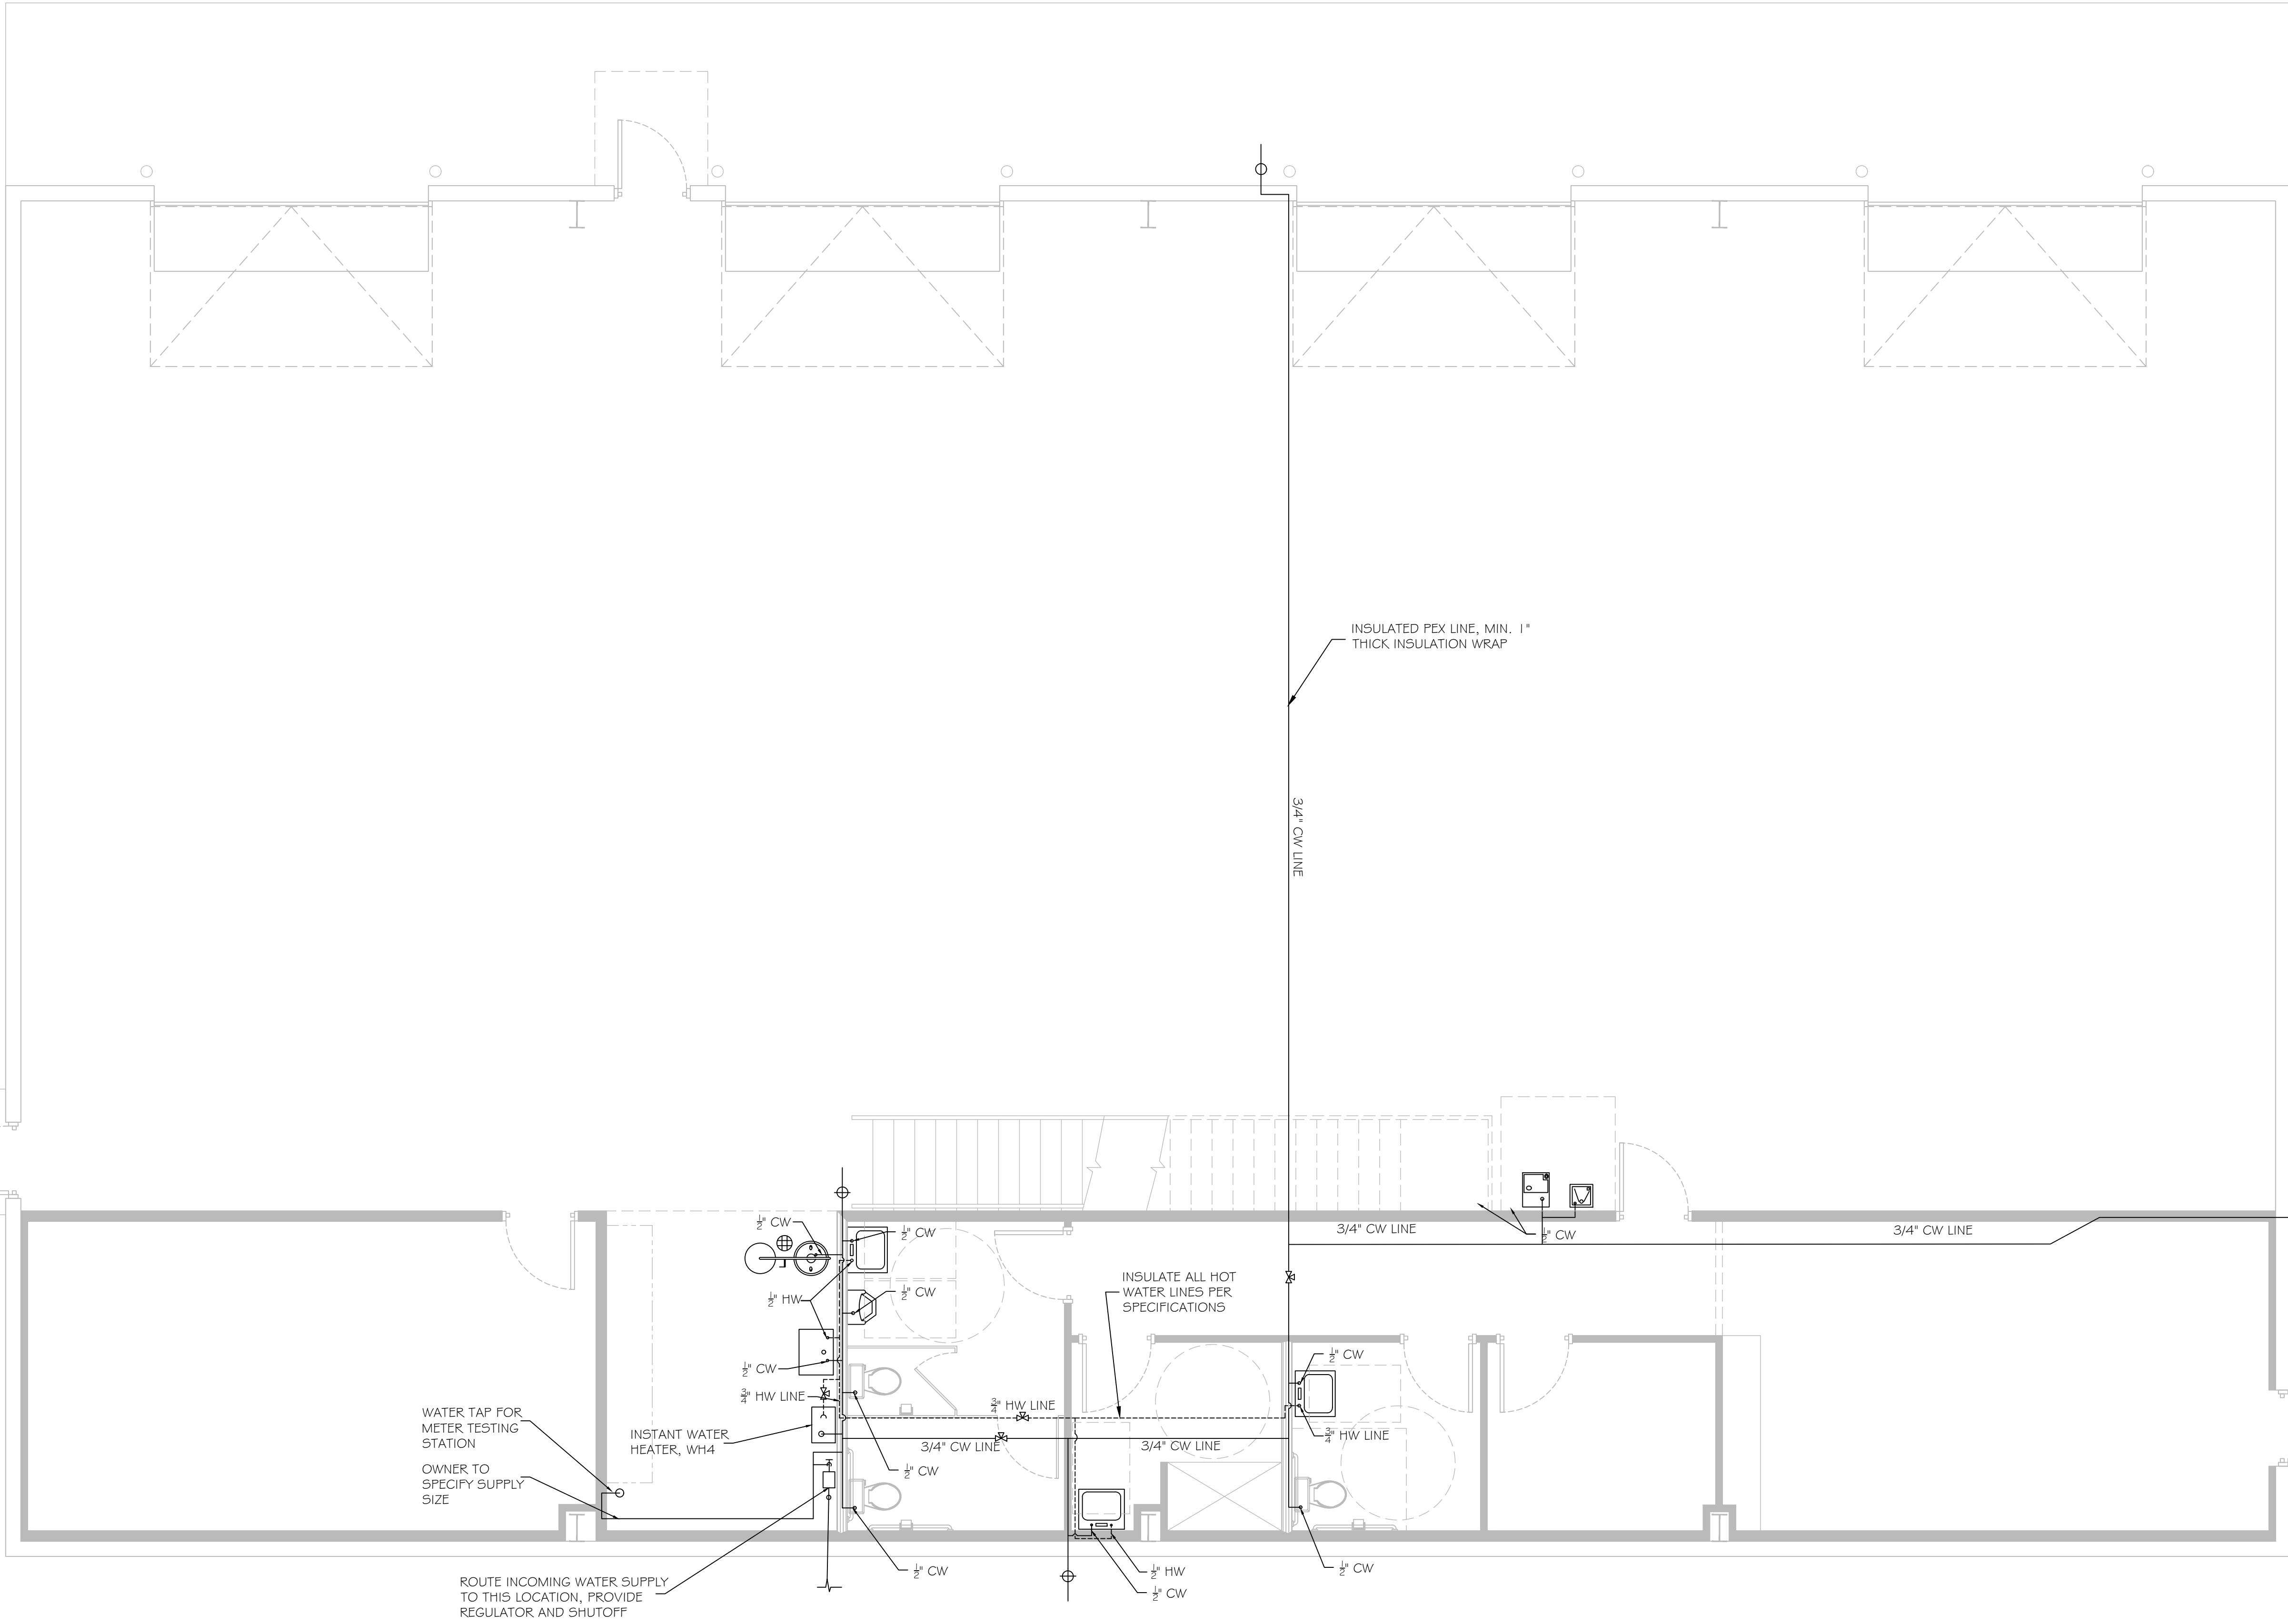 INSULATED PEX LINE, MIN. 1"
THICK INSULATION WRAP
3/4" CW LINE
1/2" CW
1/2" CW
3/4" CW LINE
1/2" CW
3/4" CW LINE
INSULATE ALL HOT
WATER LINES PER
SPECIFICATIONS
1/2" HW
1/2" CW
1/2" CW
1/2" CW
3/4" HW LINE
3/4" HW LINE
WATER TAP FOR
METER TESTING
STATION
INSTANT WATER
HEATER, WH4
3/4" CW LINE
3/4" CW LINE
3/4" HW LINE
OWNER TO
SPECIFY SUPPLY
SIZE
1/2" CW
1/2" CW
1/2" HW
1/2" CW
1/2" CW
ROUTE INCOMING WATER SUPPLY
TO THIS LOCATION, PROVIDE
REGULATOR AND SHUTOFF